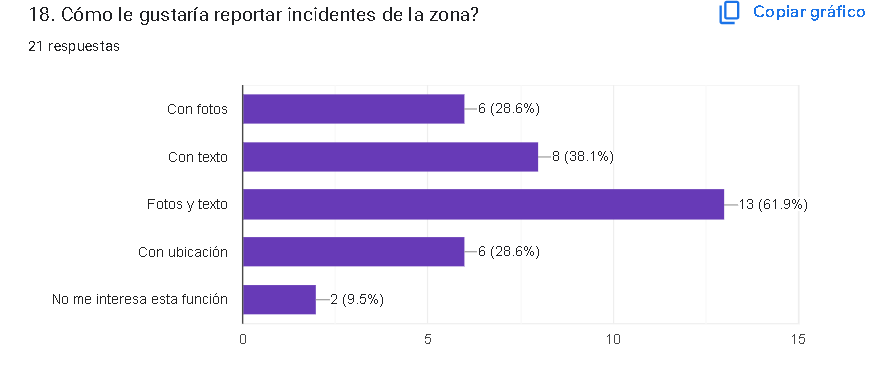 18. Cómo le gustaría reportar incidentes de la zona?
Copiar gráfico
21 respuestas
Con fotos
6 (28.6%)
Con texto
8 (38.1%)
Fotos y texto
13 (61.9%)
Con ubicación
6 (28.6%)
No me interesa esta función
2 (9.5%)
0
5
10
15